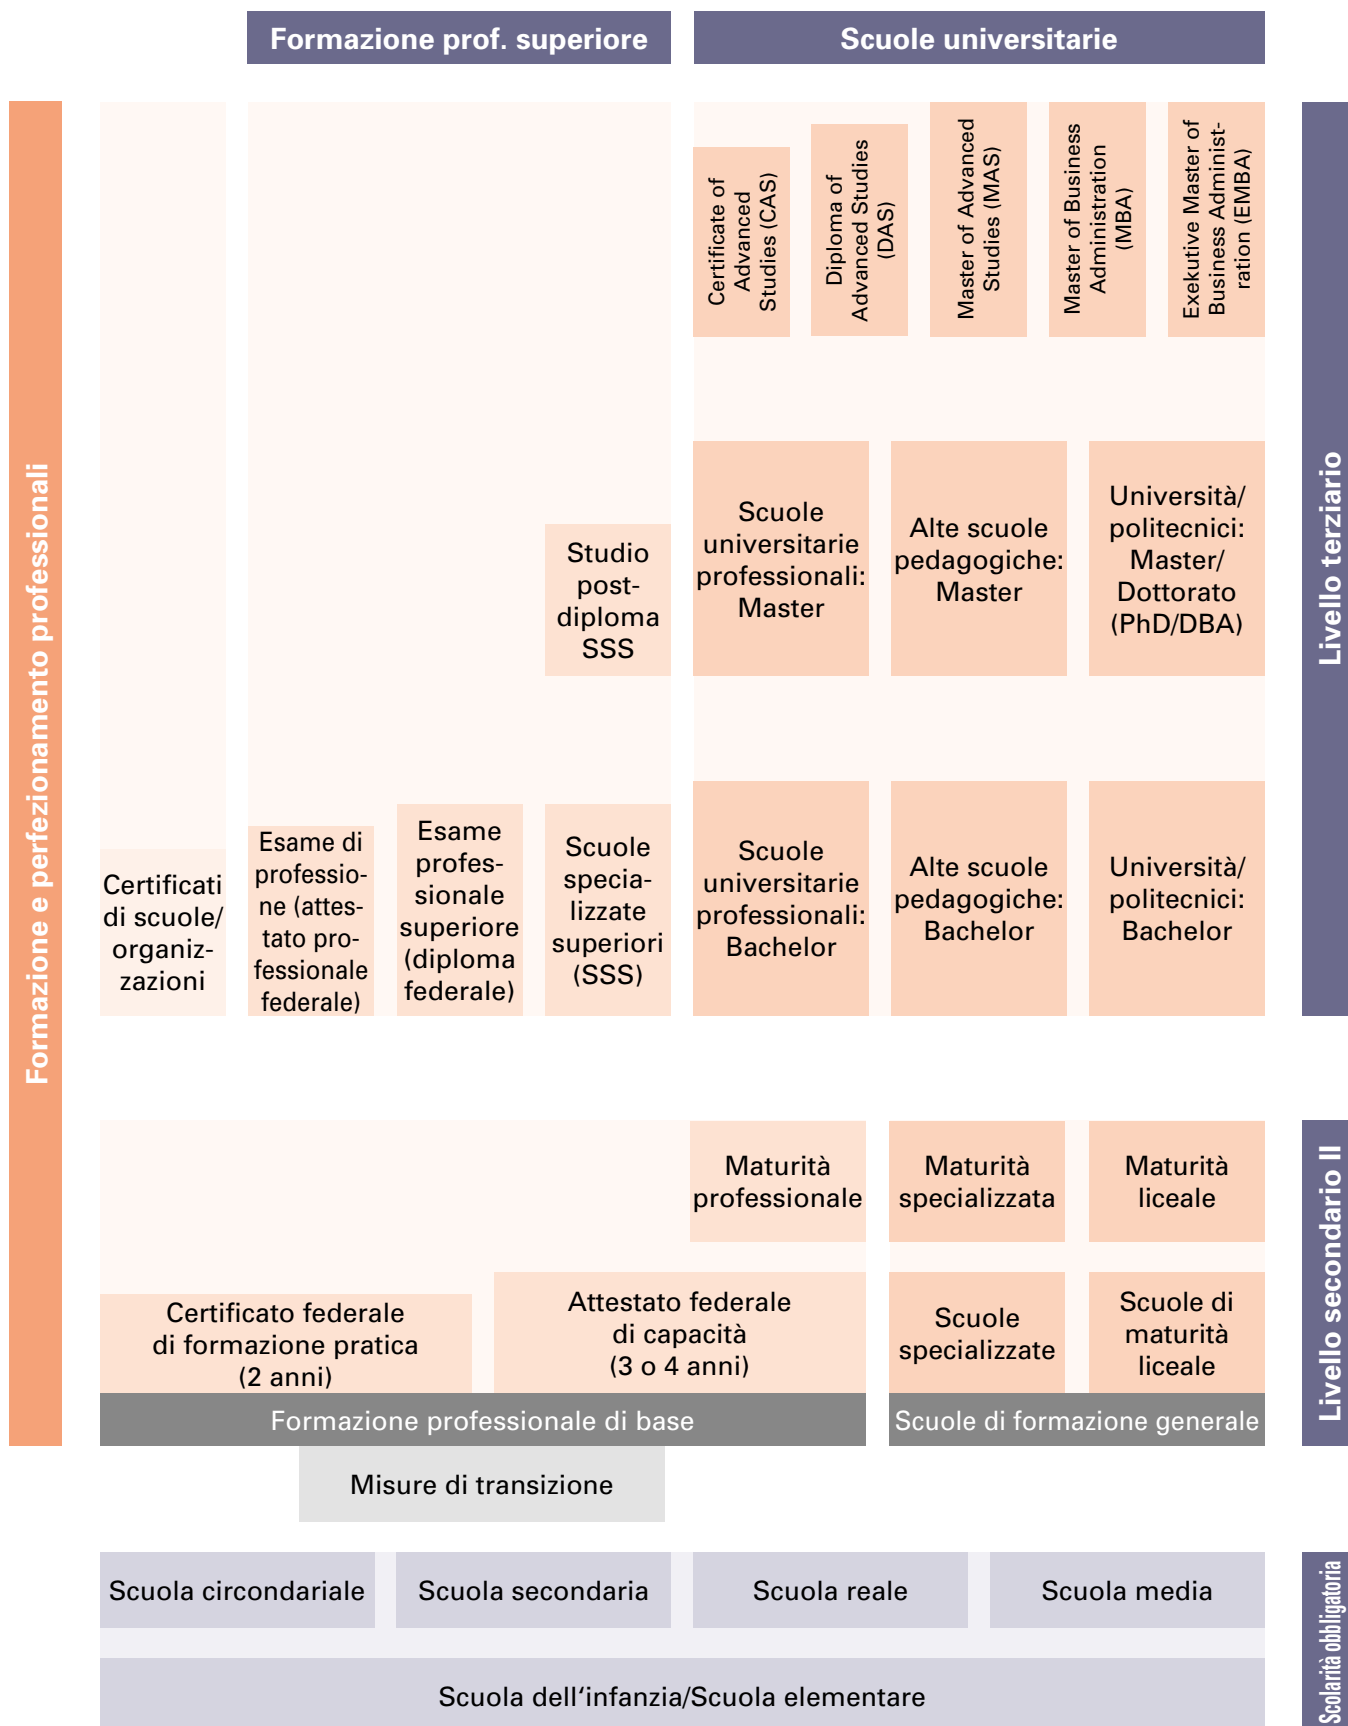 Formazione prof. superiore
Scuole universitarie
Formazione e perfezionamento professionali
Livello terziario
Certificate of
Advanced
Studies (CAS)
Diploma of
Advanced Studies
(DAS)
Master of Advanced
Studies (MAS)
Master of Business
Administration
(MBA)
Exekutive Master of
Business Administ-
ration (EMBA)
Studio
post-
diploma
SSS
Scuole
universitarie
professionali:
Master
Alte scuole
pedagogiche:
Master
Università/
politecnici:
Master/
Dottorato
(PhD/DBA)
Certificati
di scuole/
organiz-
zazioni
Esame di
professio-
ne (attes-
tato pro-
fessionale
federale)
Esame
profes-
sionale
superiore
(diploma
federale)
Scuole
specia-
lizzate
superiori
(SSS)
Scuole
universitarie
professionali:
Bachelor
Alte scuole
pedagogiche:
Bachelor
Università/
politecnici:
Bachelor
Livello secondario II
Maturità
professionale
Maturità
specializzata
Maturità
liceale
Certificato federale
di formazione pratica
(2 anni)
Attestato federale
di capacità
(3 o 4 anni)
Scuole
specializzate
Scuole di
maturità
liceale
Formazione professionale di base
Scuole di formazione generale
Misure di transizione
Scolarità obbligatoria
Scuola circondariale
Scuola secondaria
Scuola reale
Scuola media
Scuola dell‘infanzia/Scuola elementare